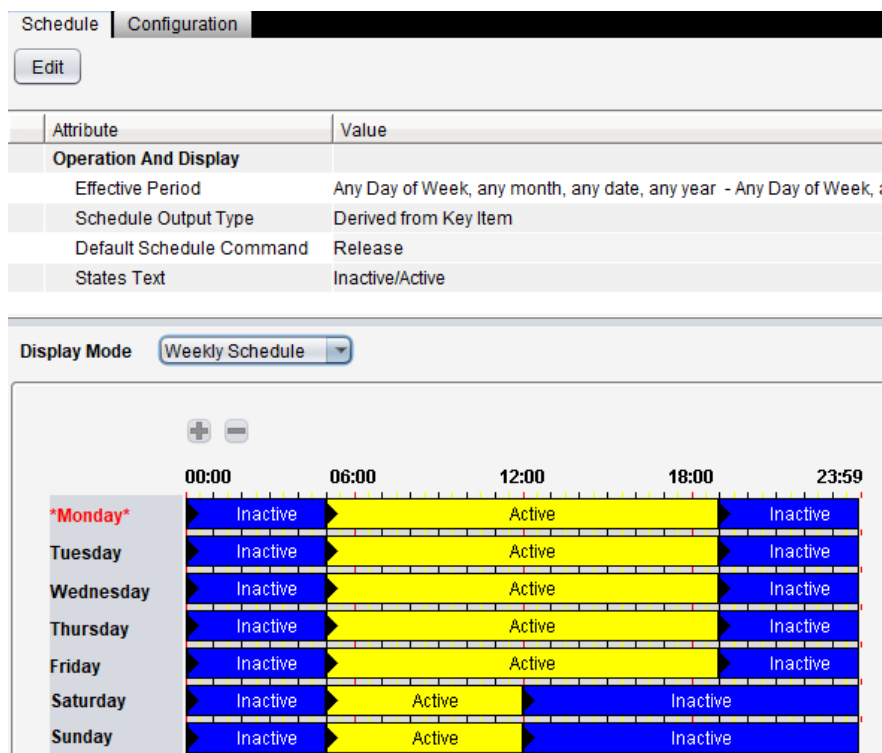 Schedule Configuration
Edit
Attribute Value
Operation And Display
Effective Period Any Day of Week, any month, any date, any year - Any Day of Week,
Schedule Output Type Derived from Key Item
Default Schedule Command Release
States Text Inactive/Active
Display Mode Weekly Schedule
00:00 06:00 12:00 18:00 23:59
*Monday* Inactive Active Inactive
Tuesday Inactive Active Inactive
Wednesday Inactive Active Inactive
Thursday Inactive Active Inactive
Friday Inactive Active Inactive
Saturday Inactive Active Inactive
Sunday Inactive Active Inactive